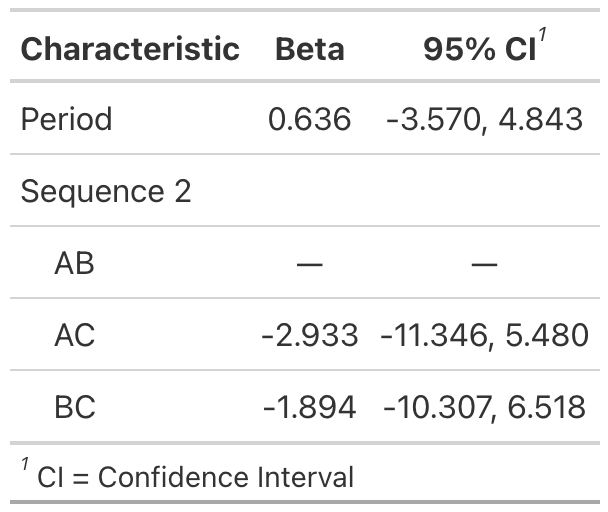 Characteristic Beta 95% CI1
Period 0.636 -3.570, 4.843
Sequence 2
AB — —
AC -2.933 -11.346, 5.480
BC -1.894 -10.307, 6.518
1 CI = Confidence Interval